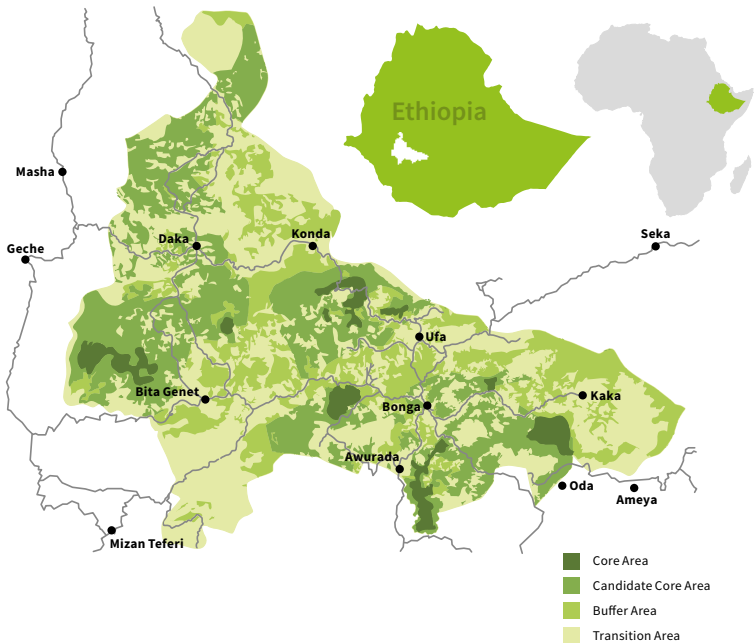 Ethiopia
Masha
Daka
Konda
Seka
Geche
Ufa
Bita Genet
Kaka
Bonga
Awurada
Oda
Ameya
Mizan Teferi
Core Area
Candidate Core Area
Buffer Area
Transition Area